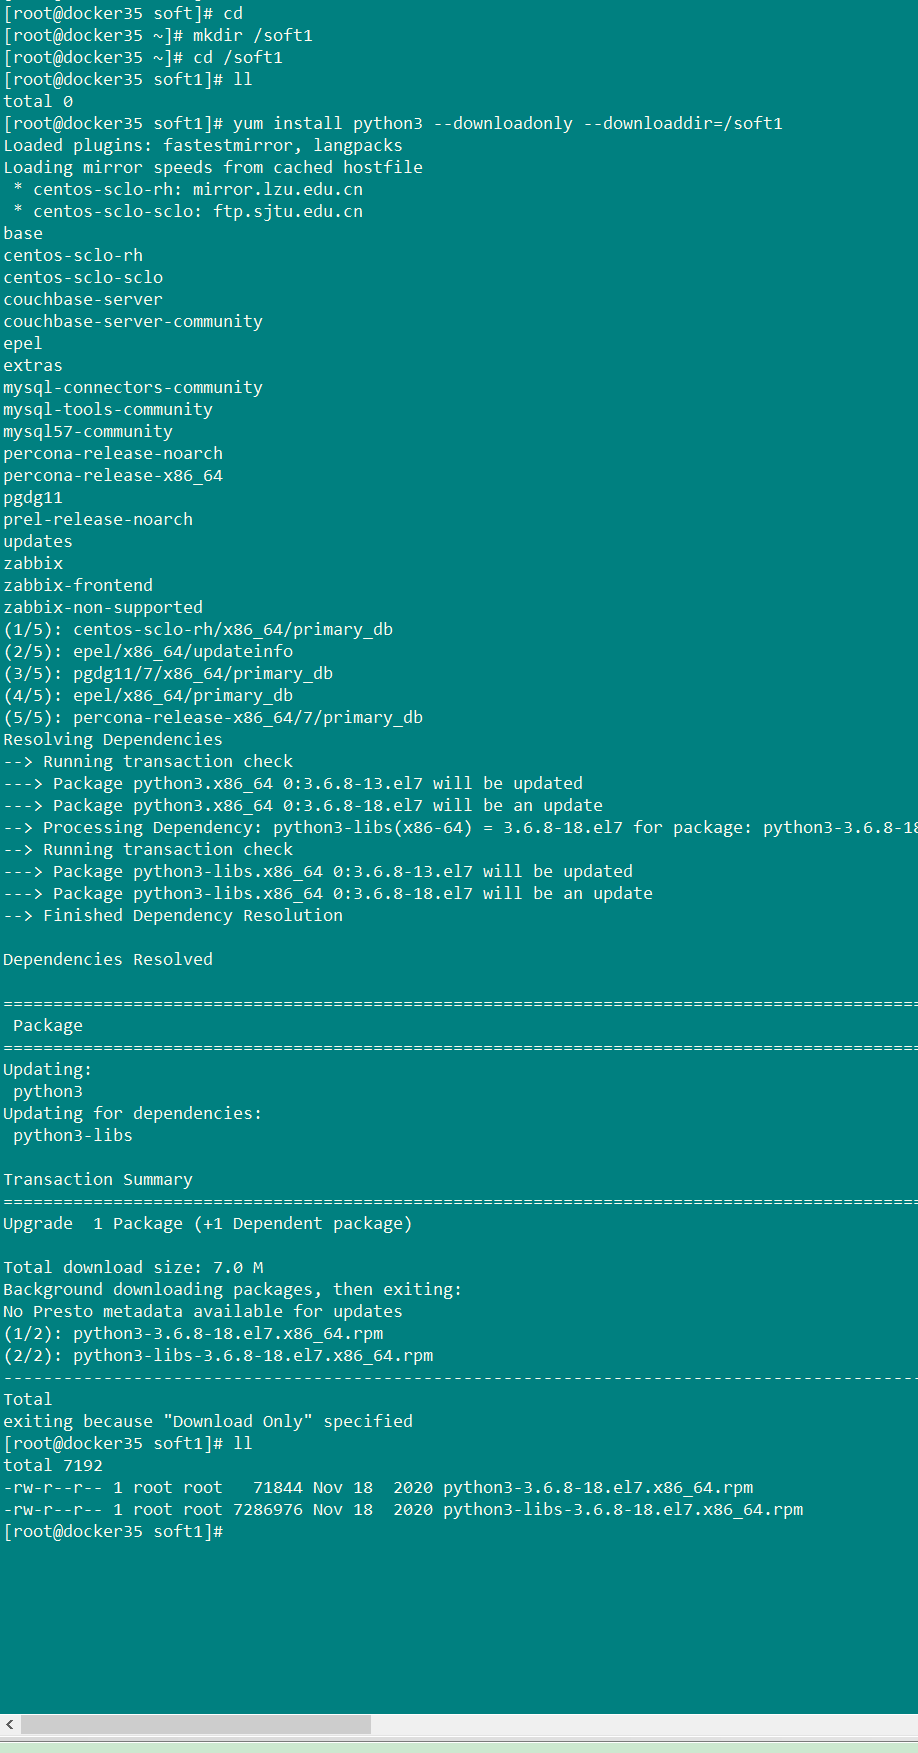 [root@docker35 soft]# cd
[root@docker35 ~]# mkdir /soft1
[root@docker35 ~]# cd /soft1
[root@docker35 soft1]# ll
total 0
[root@docker35 soft1]# yum install python3 --downloadonly --downloaddir=/soft1
Loaded plugins: fastestmirror, langpacks
Loading mirror speeds from cached hostfile
 * centos-sclo-rh: mirror.lzu.edu.cn
 * centos-sclo-sclo: ftp.sjtu.edu.cn
base
centos-sclo-rh
centos-sclo-sclo
couchbase-server
couchbase-server-community
epel
extras
mysql-connectors-community
mysql-tools-community
mysql57-community
percona-release-noarch
percona-release-x86_64
pgdg11
prel-release-noarch
updates
zabbix
zabbix-frontend
zabbix-non-supported
(1/5): centos-sclo-rh/x86_64/primary_db
(2/5): epel/x86_64/updateinfo
(3/5): pgdg11/7/x86_64/primary_db
(4/5): epel/x86_64/primary_db
(5/5): percona-release-x86_64/7/primary_db
Resolving Dependencies
--> Running transaction check
---> Package python3.x86_64 0:3.6.8-13.el7 will be updated
---> Package python3.x86_64 0:3.6.8-18.el7 will be an update
--> Processing Dependency: python3-libs(x86-64) = 3.6.8-18.el7 for package: python3-3.6.8-18
--> Running transaction check
---> Package python3-libs.x86_64 0:3.6.8-13.el7 will be updated
---> Package python3-libs.x86_64 0:3.6.8-18.el7 will be an update
--> Finished Dependency Resolution
Dependencies Resolved
============================================================================================
 Package
============================================================================================
Updating:
 python3
Updating for dependencies:
 python3-libs
Transaction Summary
============================================================================================
Upgrade  1 Package (+1 Dependent package)
Total download size: 7.0 M
Background downloading packages, then exiting:
No Presto metadata available for updates
(1/2): python3-3.6.8-18.el7.x86_64.rpm
(2/2): python3-libs-3.6.8-18.el7.x86_64.rpm
--------------------------------------------------------------------------------------------
Total
exiting because "Download Only" specified
[root@docker35 soft1]# ll
total 7192
-rw-r--r-- 1 root root   71844 Nov 18  2020 python3-3.6.8-18.el7.x86_64.rpm
-rw-r--r-- 1 root root 7286976 Nov 18  2020 python3-libs-3.6.8-18.el7.x86_64.rpm
[root@docker35 soft1]#